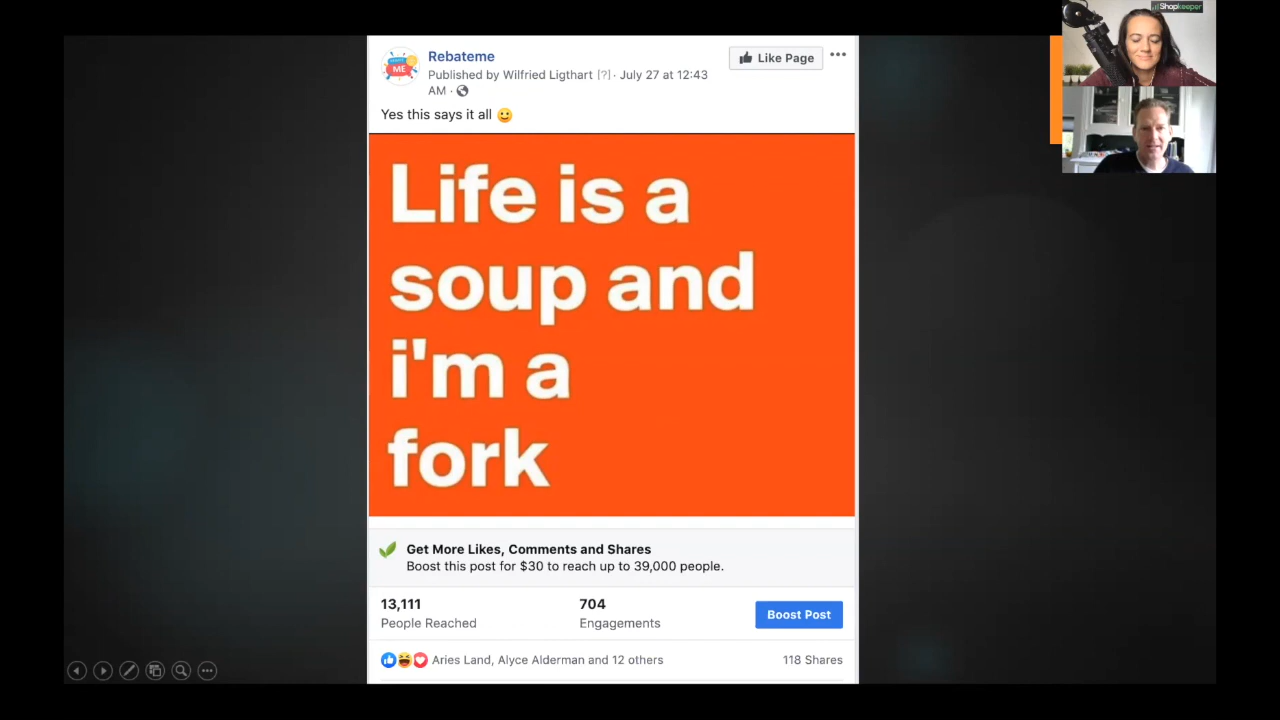 Shopkeeper
Rebateme
Like Page
Published by Wilfried Ligthart [?] · July 27 at 12:43
AM ·
Yes this says it all 🙂
ME
Life is a
soup and
i'm a
fork
Get More Likes, Comments and Shares
Boost this post for $30 to reach up to 39,000 people.
13,111
People Reached
704
Engagements
Boost Post
Aries Land, Alyce Alderman and 12 others
118 Shares